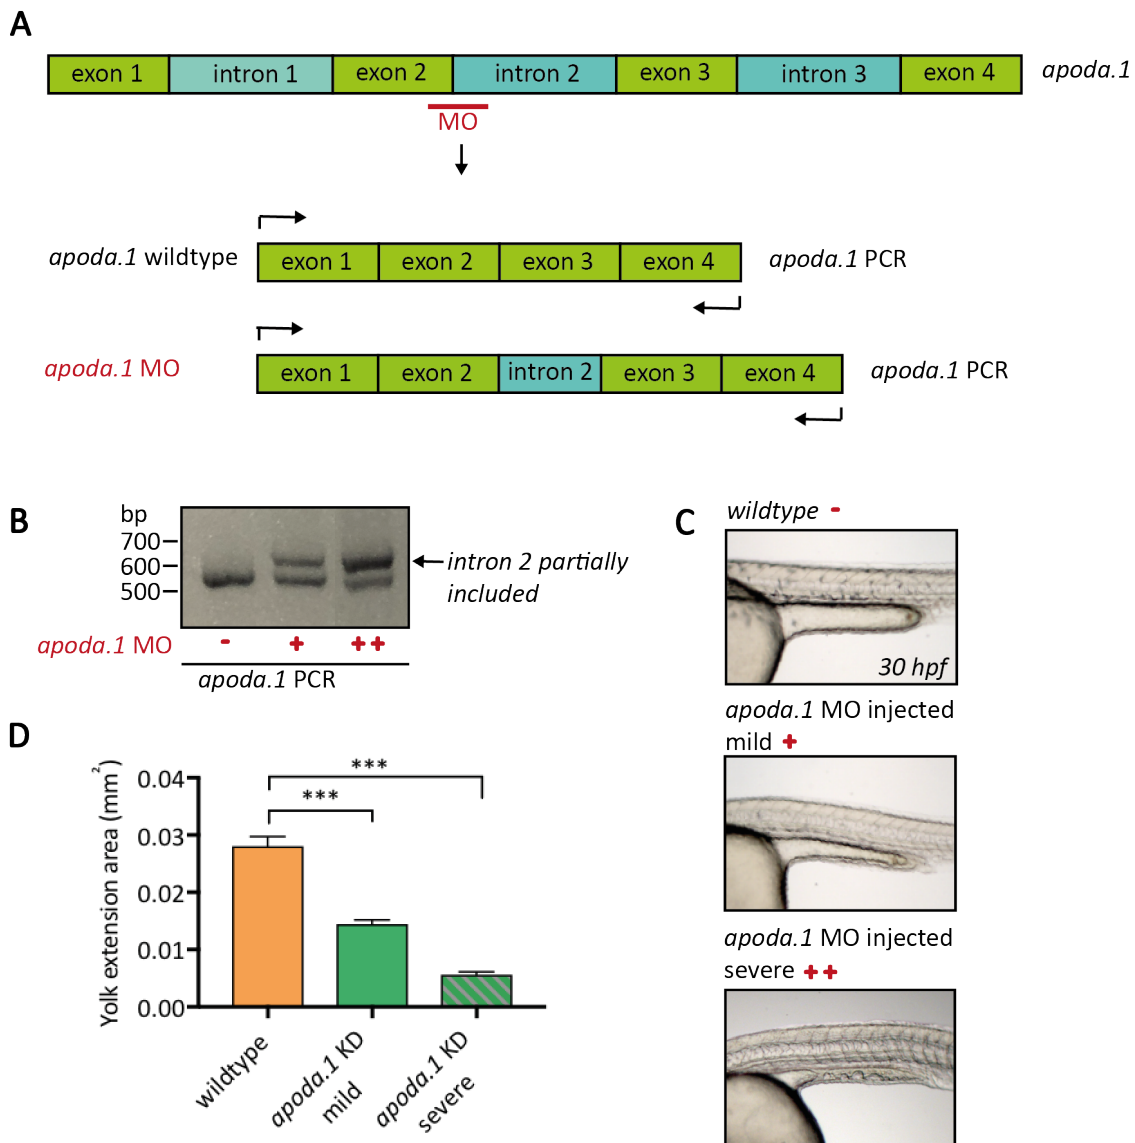 A
exon 1 intron 1 exon 2 intron 2 exon 3 intron 3 exon 4 apoda.1
MO
apoda.1 wildtype exon 1 exon 2 exon 3 exon 4 apoda.1 PCR
apoda.1 MO exon 1 exon 2 intron 2 exon 3 exon 4 apoda.1 PCR
B
bp
700
600
500
intron 2 partially
included
apoda.1 MO - + ++
apoda.1 PCR
C
wildtype -
30 hpf
apoda.1 MO injected
mild +
apoda.1 MO injected
severe ++
D
Yolk extension area (mm²)
0.04
0.03
0.02
0.01
0.00
***
***
wildtype
apoda.1 KD
mild
apoda.1 KD
severe